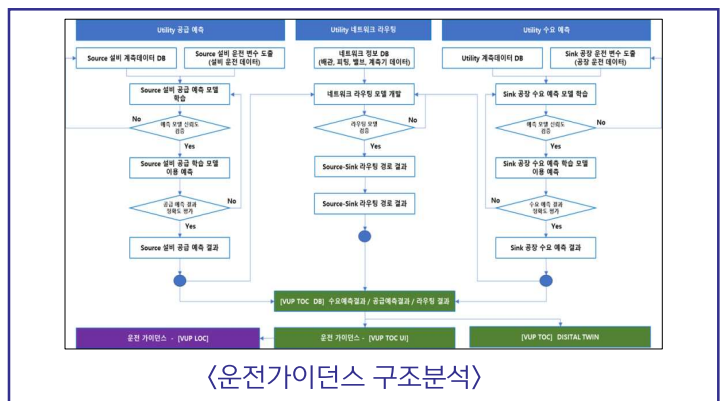 Utility 공급 예측
Utility 네트워크 라우팅
Utility 수요 예측
Source 설비 계측데이터 DB
Source 설비 운전 변수 도출
(설비 운전 데이터)
네트워크 정보 DB
(배관, 피팅, 밸브, 계측기 데이터)
Utility 계측데이터 DB
Sink 공장 운전 변수 도출
(공장 운전 데이터)
Source 설비 공급 예측 모델
학습
네트워크 라우팅 모델 개발
Sink 공장 수요 예측 모델 학습
No
예측 모델 신뢰도
검증
Yes
라우팅 모델
검증
No
Yes
예측 모델 신뢰도
검증
No
Yes
Source 설비 공급 학습 모델
이용 예측
Source-Sink 라우팅 경로 결과
Sink 공장 수요 예측 학습 모델
이용 예측
공급 예측 결과
정확도 평가
No
Yes
Source-Sink 라우팅 경로 결과
No
수요 예측 결과
정확도 평가
Yes
Source 설비 공급 예측 결과
Sink 공장 수요 예측 결과
[VUP TOC DB] 수요예측결과 / 공급예측결과 / 라우팅 결과
운전 가이던스 - [VUP LOC]
운전 가이던스 - [VUP TOC UI]
[VUP TOC] DISITAL TWIN
〈운전가이던스 구조분석〉